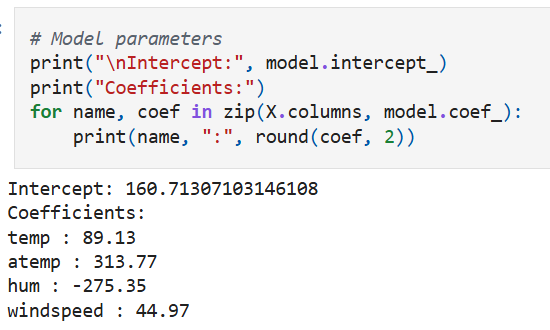 # Model parameters
print("\nIntercept:", model.intercept_)
print("Coefficients:")
for name, coef in zip(X.columns, model.coef_):
    print(name, ":", round(coef, 2))
Intercept: 160.71307103146108
Coefficients:
temp : 89.13
atemp : 313.77
hum : -275.35
windspeed : 44.97